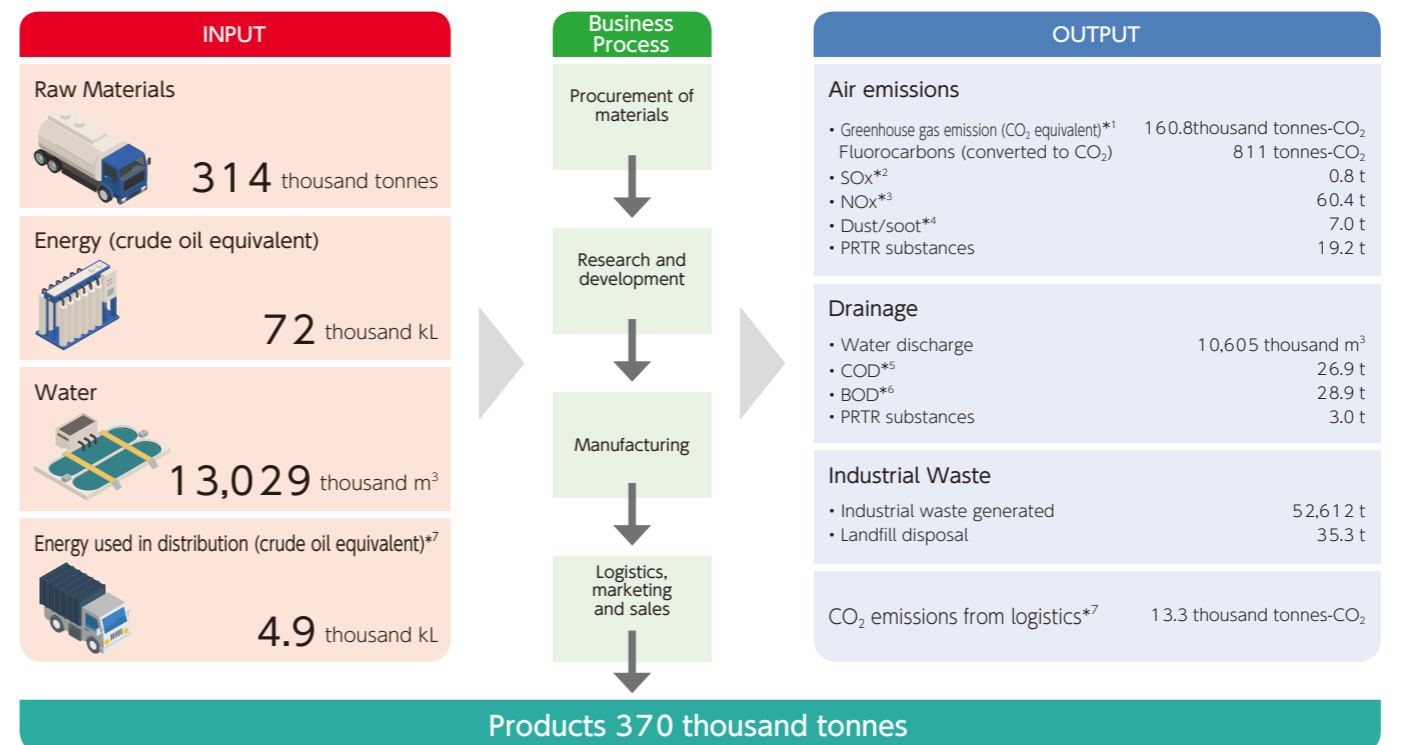 INPUT
Raw Materials
314 thousand tonnes
Energy (crude oil equivalent)
72 thousand kL
Water
13,029 thousand m³
Energy used in distribution (crude oil equivalent)*⁷
4.9 thousand kL
Business
Process
Procurement of
materials
Research and
development
Manufacturing
Logistics,
marketing
and sales
OUTPUT
Air emissions
• Greenhouse gas emission (CO₂ equivalent)*¹ 160.8thousand tonnes-CO₂
Fluorocarbons (converted to CO₂) 811 tonnes-CO₂
• SOx*² 0.8 t
• NOx*³ 60.4 t
• Dust/soot*⁴ 7.0 t
• PRTR substances 19.2 t
Drainage
• Water discharge 10,605 thousand m³
• COD*⁵ 26.9 t
• BOD*⁶ 28.9 t
• PRTR substances 3.0 t
Industrial Waste
• Industrial waste generated 52,612 t
• Landfill disposal 35.3 t
CO₂ emissions from logistics*⁷ 13.3 thousand tonnes-CO₂
Products 370 thousand tonnes